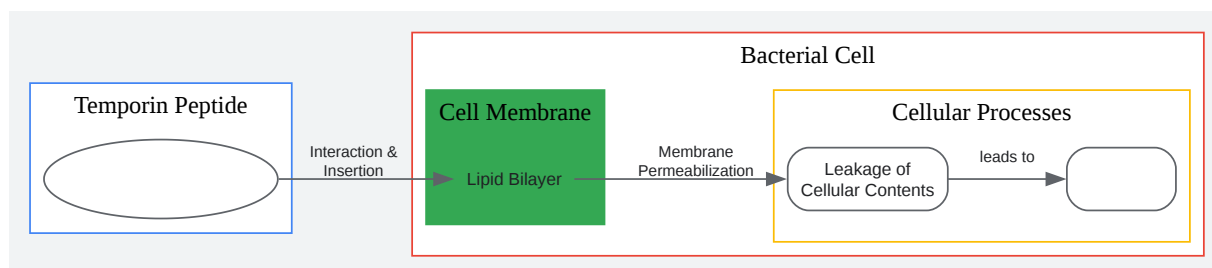 Bacterial Cell
Temporin Peptide
Cell Membrane
Cellular Processes
Interaction &
Insertion
Lipid Bilayer
Membrane
Permeabilization
Leakage of
Cellular Contents
leads to